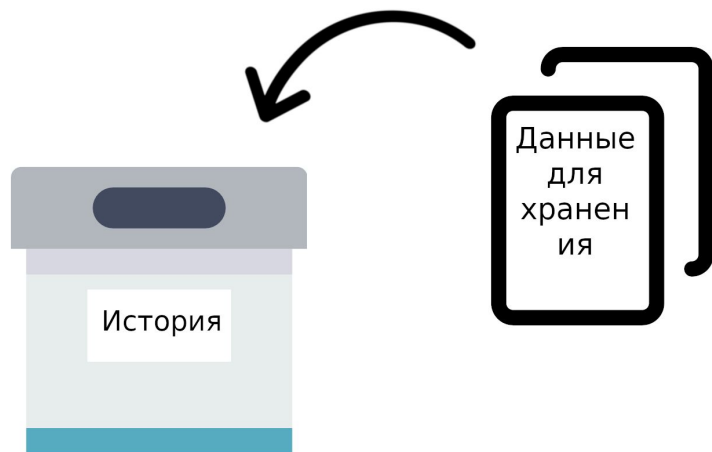 Данные
для
хранен
ия
История